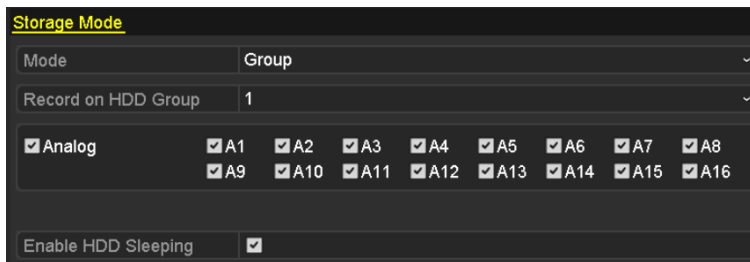 Storage Mode
Mode Group
Record on HDD Group 1
Analog A1 A2 A3 A4 A5 A6 A7 A8
A9 A10 A11 A12 A13 A14 A15 A16
Enable HDD Sleeping